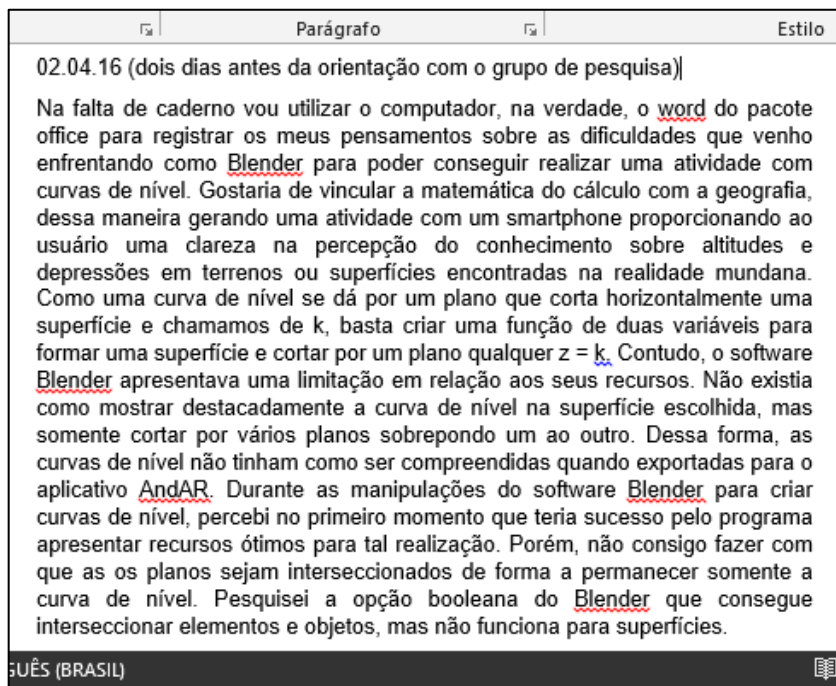 Parágrafo Estilo
02.04.16 (dois dias antes da orientação com o grupo de pesquisa)
Na falta de caderno vou utilizar o computador, na verdade, o word do pacote
office para registrar os meus pensamentos sobre as dificuldades que venho
enfrentando como Blender para poder conseguir realizar uma atividade com
curvas de nível. Gostaria de vincular a matemática do cálculo com a geografia,
dessa maneira gerando uma atividade com um smartphone proporcionando ao
usuário uma clareza na percepção do conhecimento sobre altitudes e
depressões em terrenos ou superfícies encontradas na realidade mundana.
Como uma curva de nível se dá por um plano que corta horizontalmente uma
superfície e chamamos de k, basta criar uma função de duas variáveis para
formar uma superfície e cortar por um plano qualquer z = k. Contudo, o software
Blender apresentava uma limitação em relação aos seus recursos. Não existia
como mostrar destacadamente a curva de nível na superfície escolhida, mas
somente cortar por vários planos sobrepondo um ao outro. Dessa forma, as
curvas de nível não tinham como ser compreendidas quando exportadas para o
aplicativo AndAR. Durante as manipulações do software Blender para criar
curvas de nível, percebi no primeiro momento que teria sucesso pelo programa
apresentar recursos ótimos para tal realização. Porém, não consigo fazer com
que as os planos sejam interseccionados de forma a permanecer somente a
curva de nível. Pesquisei a opção booleana do Blender que consegue
interseccionar elementos e objetos, mas não funciona para superfícies.
GUÊS (BRASIL)